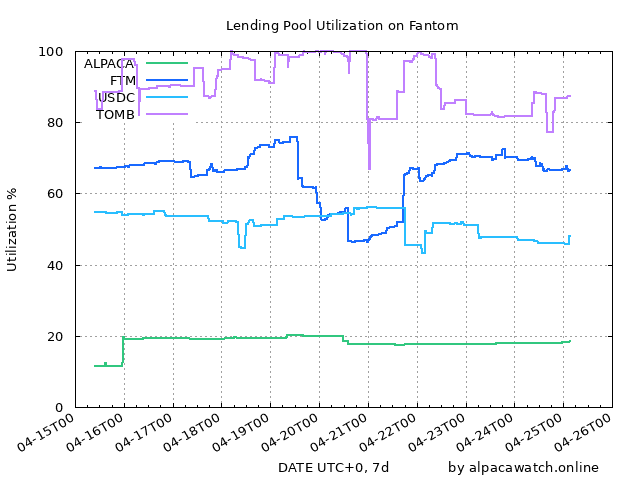 Lending Pool Utilization on Fantom
Utilization %
100
80
60
40
20
0
ALPACA
FTM
USDC
TOMB
04-15T00
04-16T00
04-17T00
04-18T00
04-19T00
04-20T00
04-21T00
04-22T00
04-23T00
04-24T00
04-25T00
04-26T00
DATE UTC+0, 7d
by alpacawatch.online